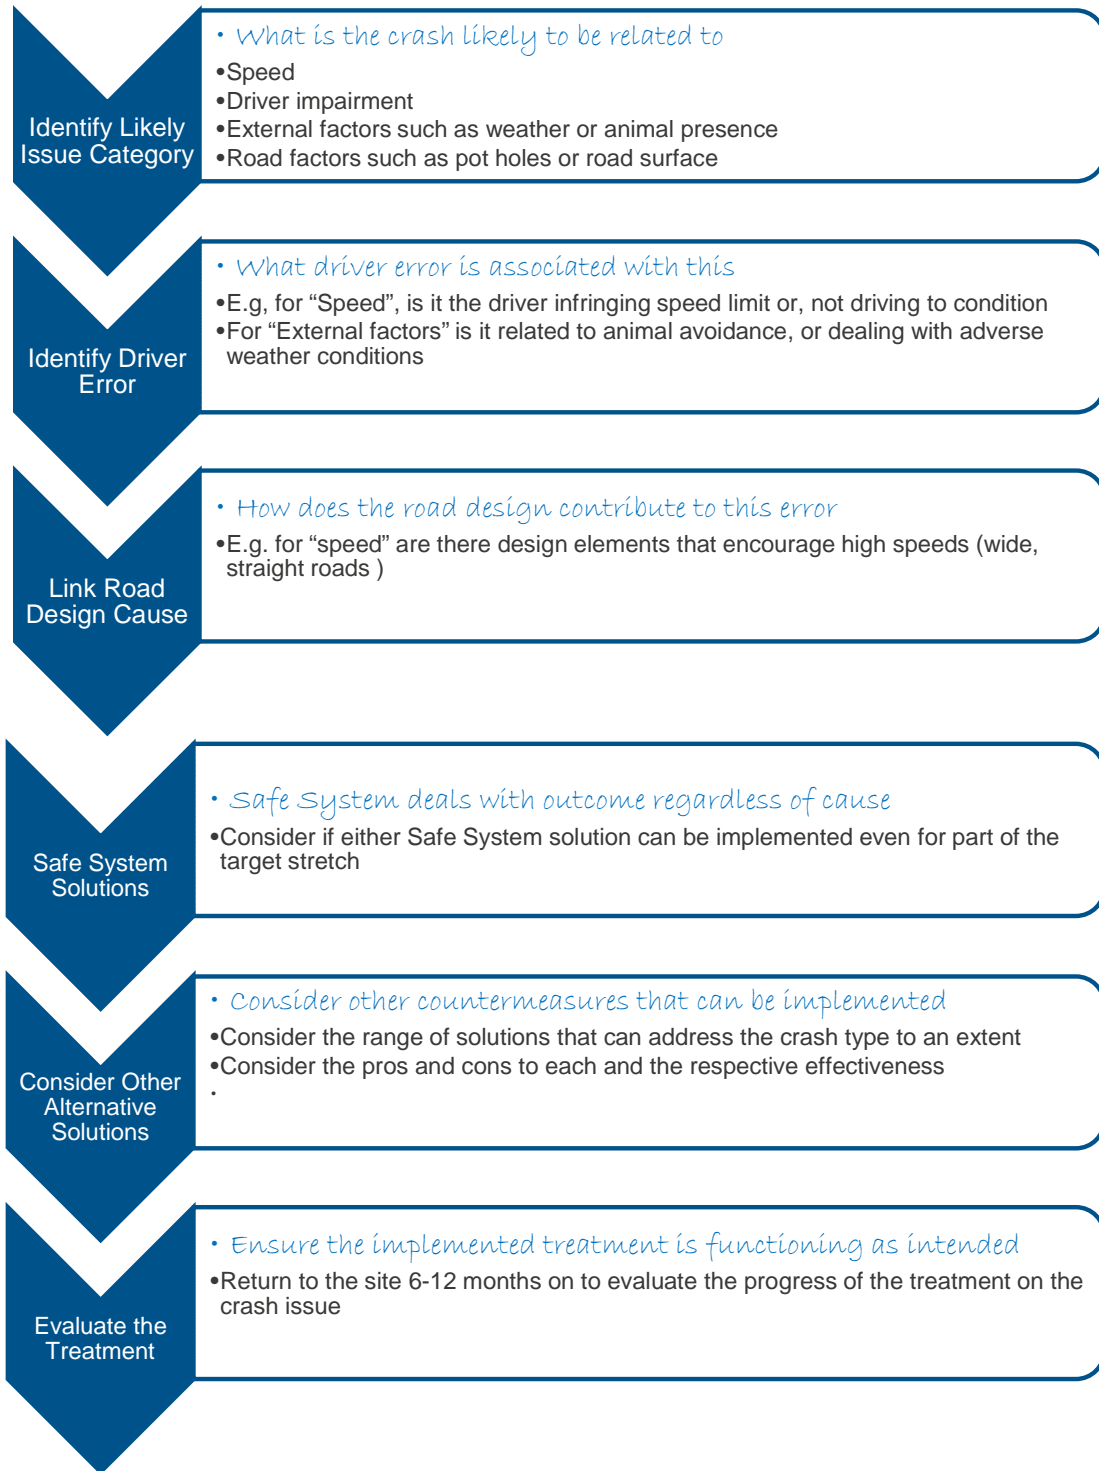 Identify Likely
Issue Category
• What is the crash likely to be related to
•Speed
•Driver impairment
•External factors such as weather or animal presence
•Road factors such as pot holes or road surface
Identify Driver
Error
• What driver error is associated with this
•E.g, for “Speed”, is it the driver infringing speed limit or, not driving to condition
•For “External factors” is it related to animal avoidance, or dealing with adverse
weather conditions
Link Road
Design Cause
• How does the road design contribute to this error
•E.g. for “speed” are there design elements that encourage high speeds (wide,
straight roads )
Safe System
Solutions
• Safe System deals with outcome regardless of cause
•Consider if either Safe System solution can be implemented even for part of the
target stretch
Consider Other
Alternative
Solutions
• Consider other countermeasures that can be implemented
•Consider the range of solutions that can address the crash type to an extent
•Consider the pros and cons to each and the respective effectiveness
•
Evaluate the
Treatment
• Ensure the implemented treatment is functioning as intended
•Return to the site 6-12 months on to evaluate the progress of the treatment on the
crash issue